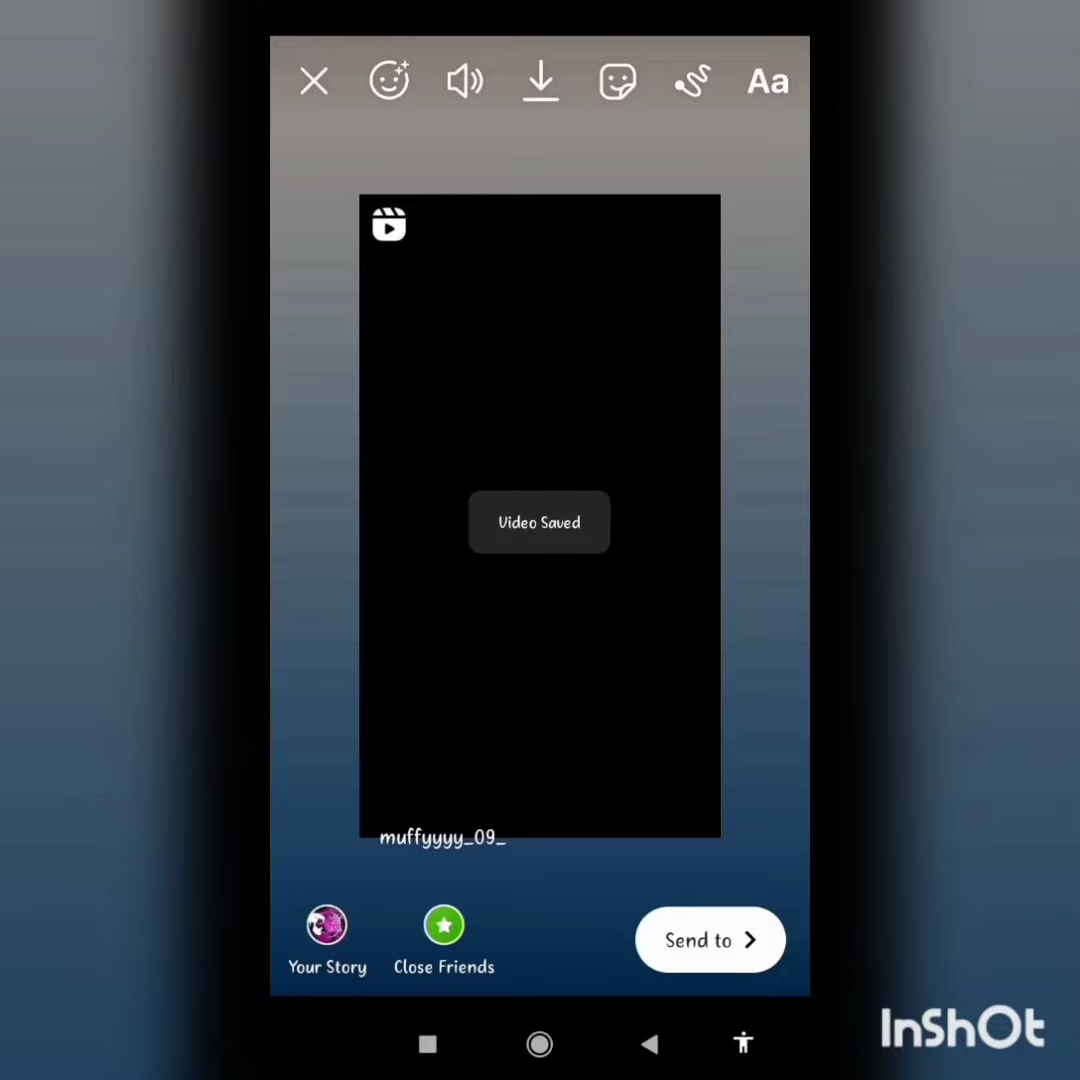 Aa
Video Saved
muffyyyy_09_
Your Story
Close Friends
Send to
InShOt